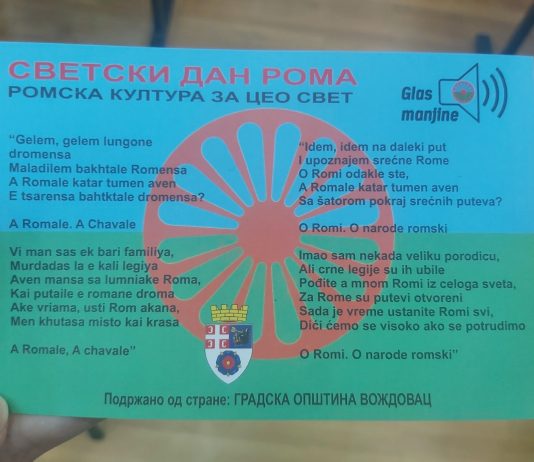 СВЕТСКИ ДАН РОМА
РОМСКА КУЛТУРА ЗА ЦЕО СВЕТ
Glas
manjine
“Gelem, gelem lungone
dromensa
Maladilem bakhtale Romensa
A Romale katar tumen aven
E tsarensa bahtktale dromensa?
A Romale. A Chavale
Vi man sas ek bari familiya,
Murdadas la e kali legiya
Aven mansa sa lumniake Roma,
Kai putaile e romane droma
Ake vriama, usti Rom akana,
Men khutasa misto kai krasa
A Romale, A chavale”
“Idem, idem na daleki put
I upoznajem srećne Rome
O Romi odakle ste,
A Romale katar tumen aven
Sa šatorom pokraj srećnih puteva?
O Romi. O narode romski
Imao sam nekada veliku porodicu,
Ali crne legije su ih ubile
Pođite a mnom Romi iz celoga sveta,
Za Rome su putevi otvoreni
Sada je vreme ustanite Romi svi,
Dići ćemo se visoko ako se potrudimo
O Romi. O narode romski”
Подржано од стране: ГРАДСКА ОПШТИНА ВОЖДОВАЦ